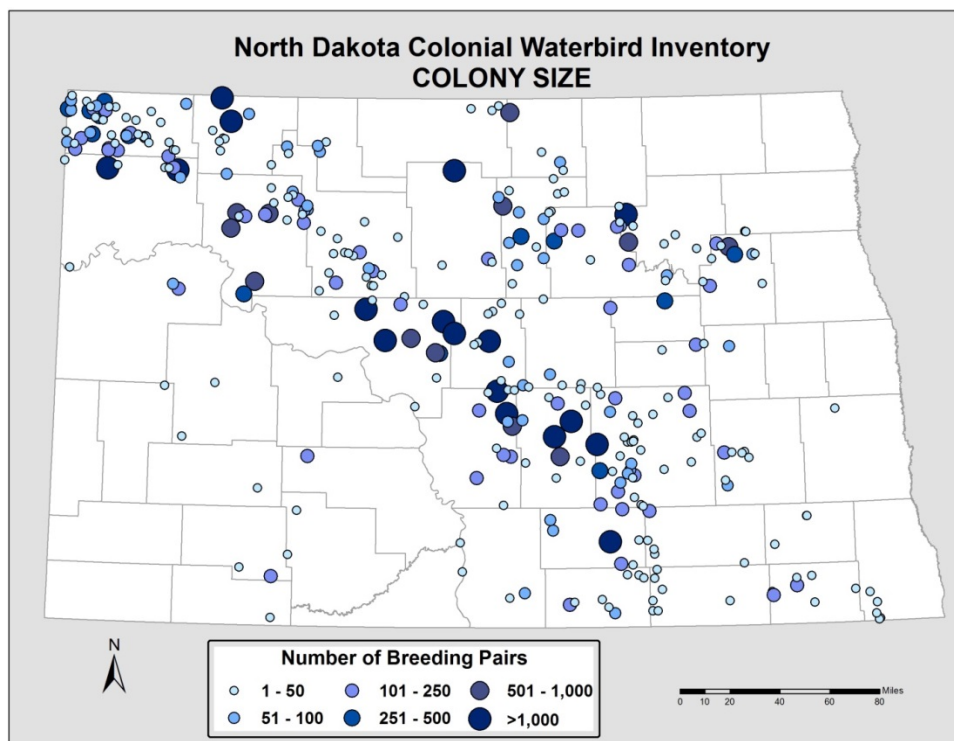 North Dakota Colonial Waterbird Inventory
COLONY SIZE
N
Number of Breeding Pairs
1 - 50 101 - 250 501 - 1,000
51 - 100 251 - 500 >1,000
Miles
0 10 20 40 60 80